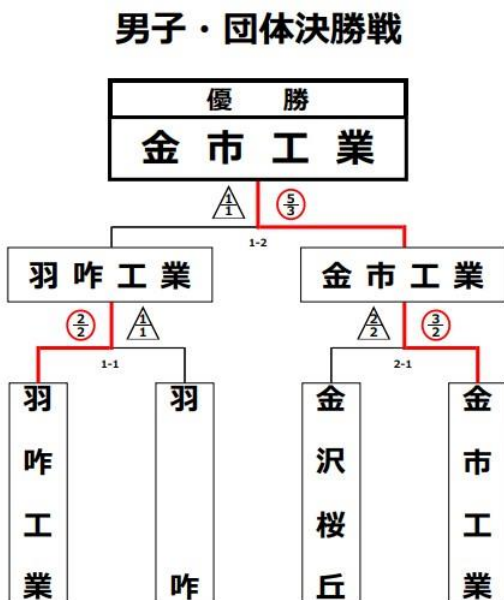 男子・団体決勝戦
優 勝
金市工業
1/1 5/3
1-2
羽咋工業 金市工業
2/2 1/1 2/2 3/2
1-1 2-1
羽咋工業 羽咋 金沢桜丘 金市工業